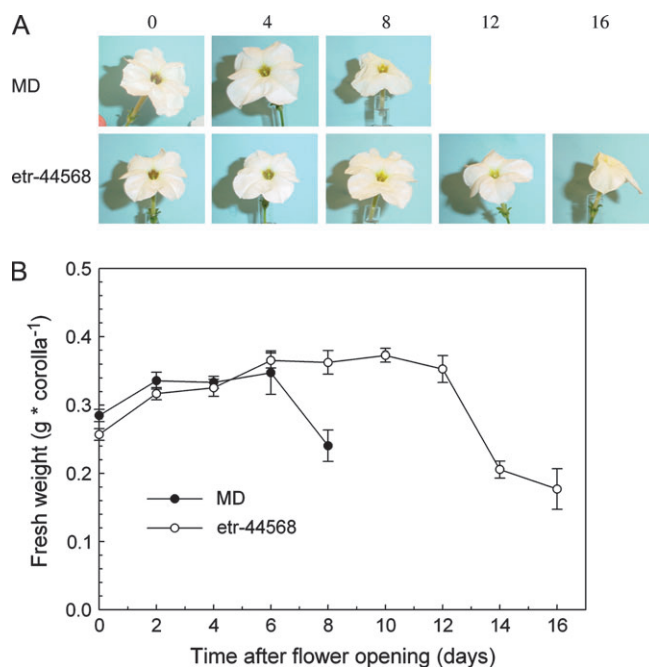 A
0 4 8 12 16
MD
etr-44568
B
0.5
0.4
0.3
0.2
0.1
0.0
Fresh weight (g * corolla⁻¹)
MD
etr-44568
0 2 4 6 8 10 12 14 16
Time after flower opening (days)